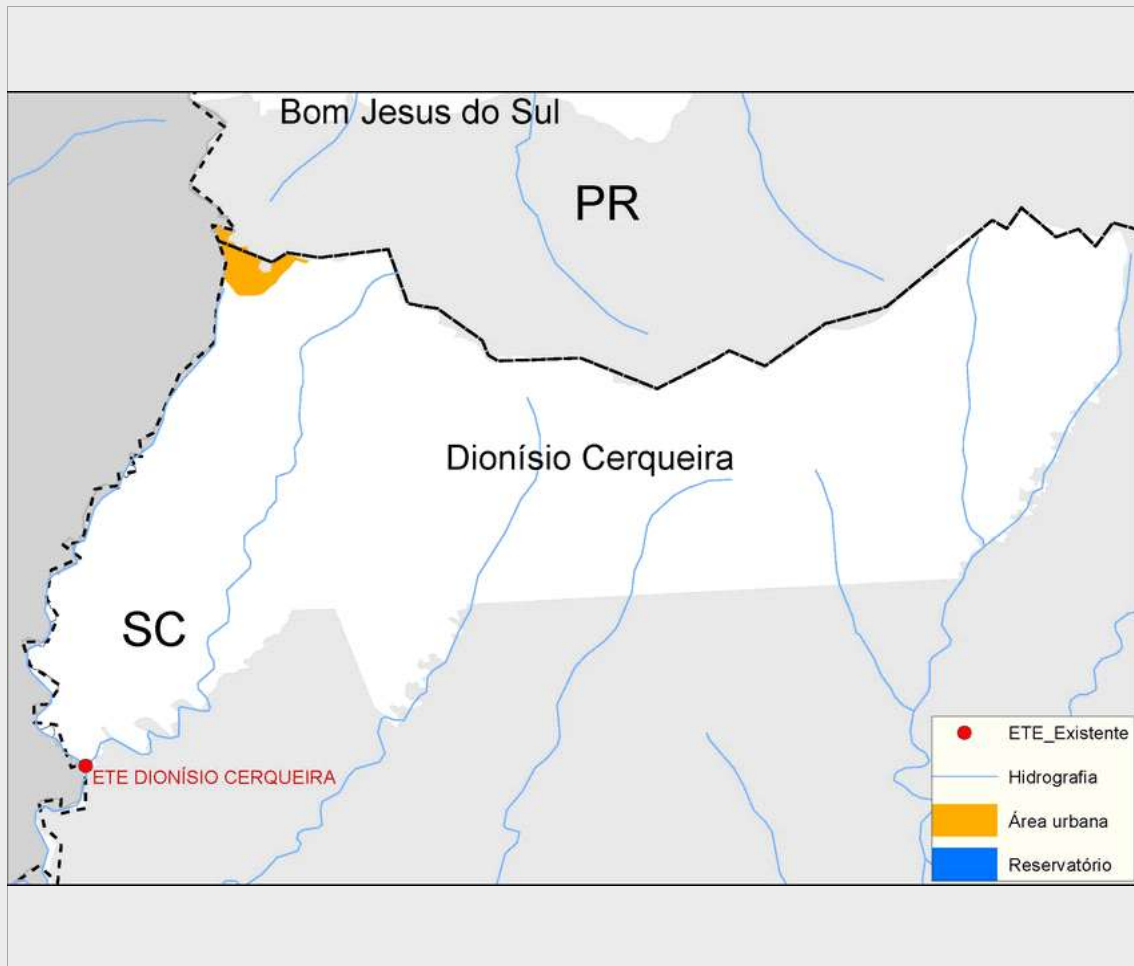 Bom Jesus do Sul
PR
Dionísio Cerqueira
SC
ETE DIONÍSIO CERQUEIRA
ETE_Existente
Hidrografia
Área urbana
Reservatório